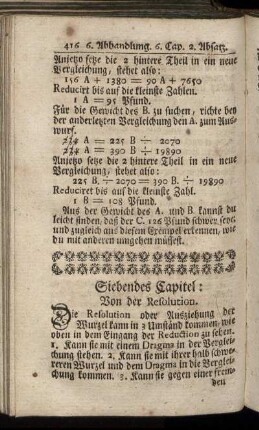 416 6. Abhandlung. 6. Cap. 2. Absatz.
Anjetzo setze die 2 hintere Theil in ein neue
Vergleichung, stehet also:
156 A + 1380 = 90 A + 7650
Reducirt bis auf die kleinste Zahlen.
1 A = 95 Pfund.
Für die Gewicht des B. zu suchen, richte bey
der anderletzten Vergleichung den A. zum Aus-
wurf.
A = 225 B ÷ 2070
A = 390 B ÷ 19890
Anjetzo setze die 2 hintere Theil in ein neue
Vergleichung, stehet also:
225 B. ÷ 2070 = 390 B. ÷ 19890
Reduciret bis auf die kleinste Zahl.
1 B = 108 Pfund.
Aus der Gewicht des A. und B kannst du
leicht finden, daß der C. 126 Pfund schwer seye,
und zugleich aus diesem Exempel erkennen, wie
du mit anderen umgehen müssest.
Siebendes Capitel:
Von der Resolution.
Die Resolution oder Ausziehung der
Wurzel kann in 3 Umständ kommen, wie
oben in dem Eingang der Reduction zu sehen.
1. Kann sie mit einem Dragma in der Verglei-
chung stehen. 2. Kann sie mit ihrer halb schwe-
reren Wurzel und dem Dragma in die Verglei-
chung kommen. 3. Kann sie gegen einer frem-
den